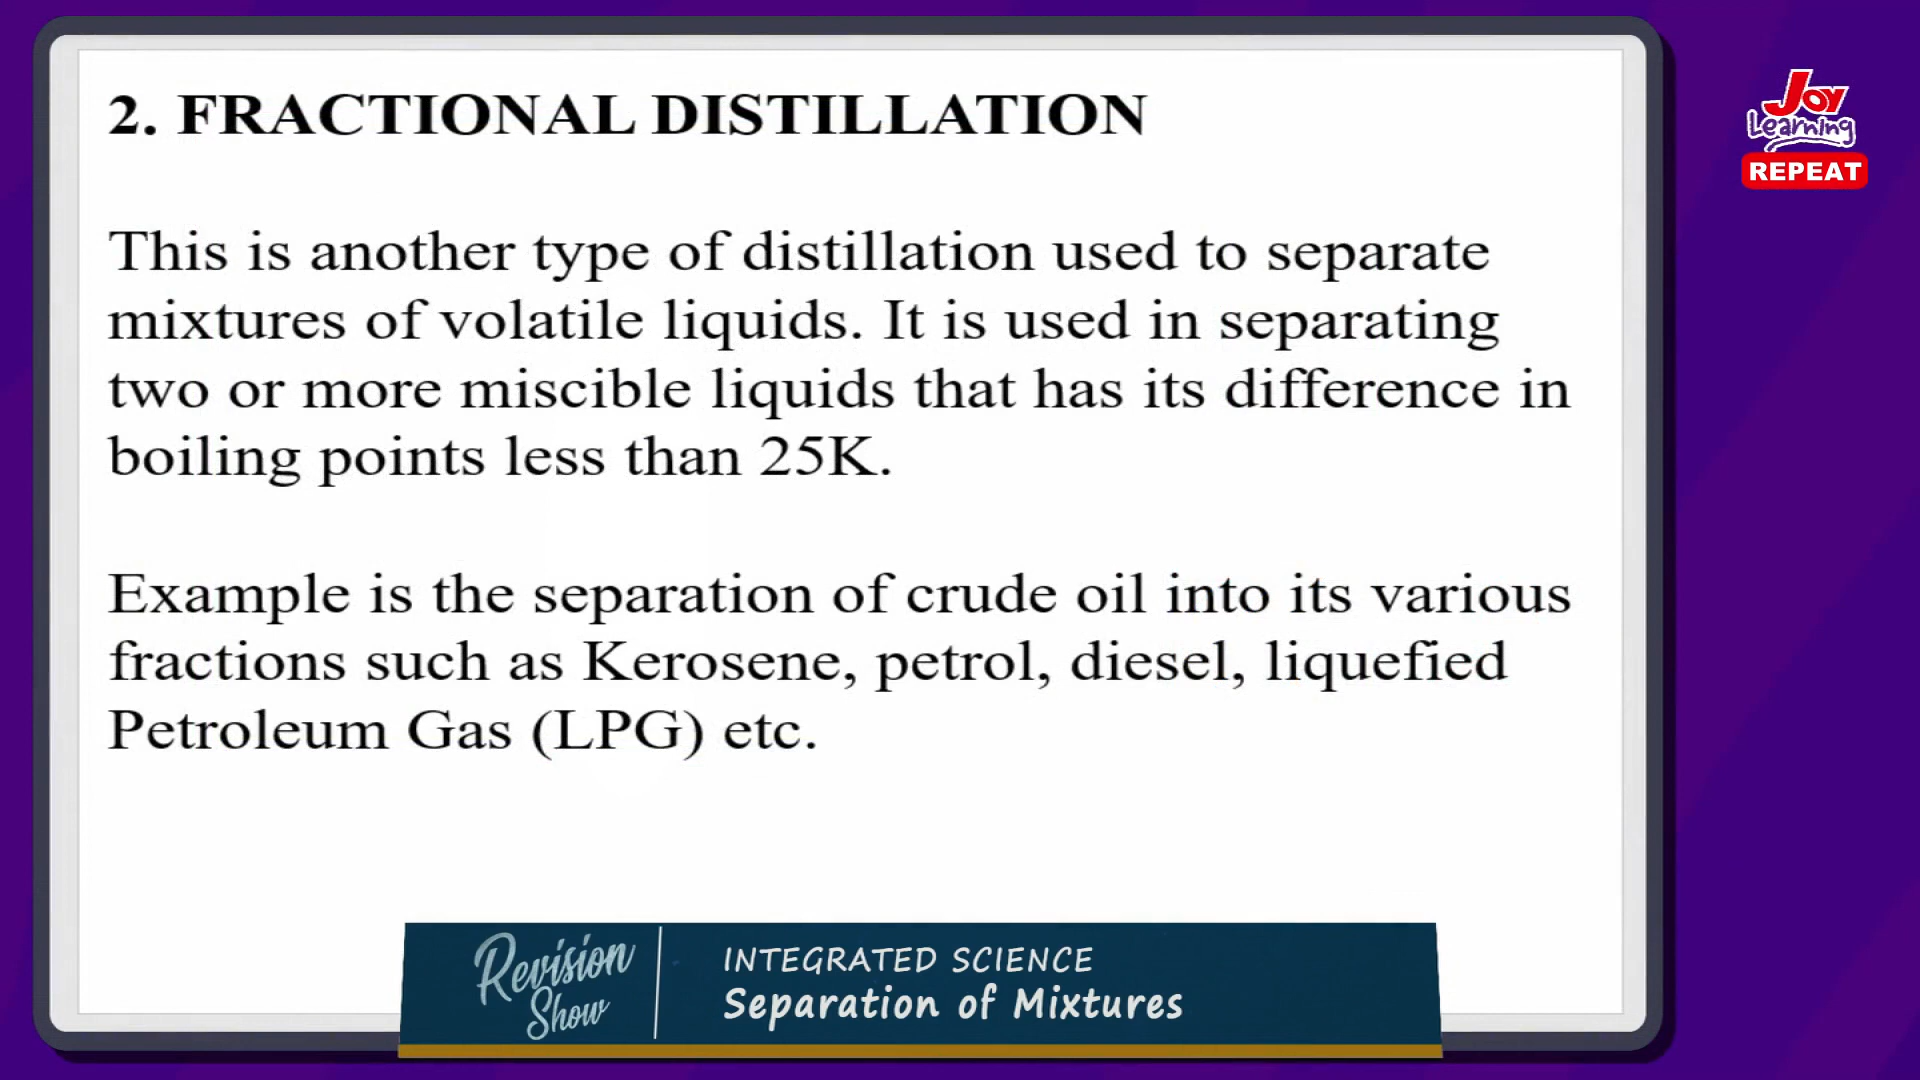 2. FRACTIONAL DISTILLATION
This is another type of distillation used to separate
mixtures of volatile liquids. It is used in separating
two or more miscible liquids that has its difference in
boiling points less than 25K.
Example is the separation of crude oil into its various
fractions such as Kerosene, petrol, diesel, liquefied
Petroleum Gas (LPG) etc.
Joy
Learning
REPEAT
Revision
Show
INTEGRATED SCIENCE
Separation of Mixtures